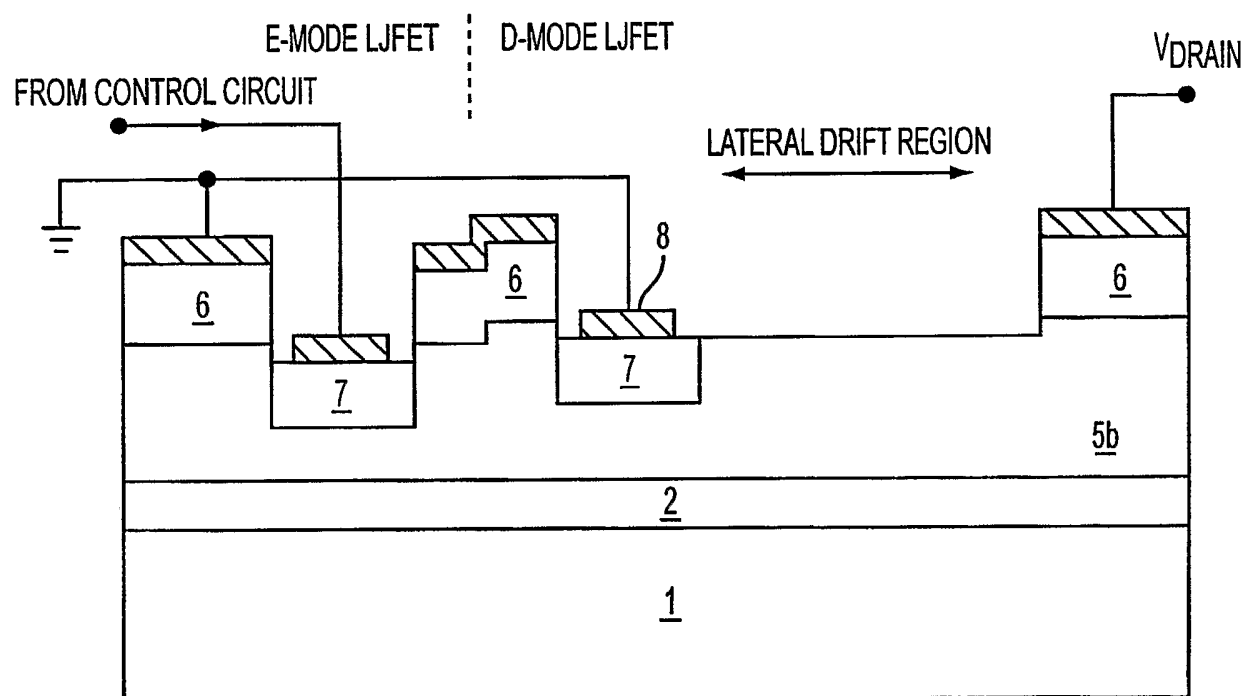 E-MODE LJFET
D-MODE LJFET
VDRAIN
FROM CONTROL CIRCUIT
LATERAL DRIFT REGION
8
6
6
6
7
7
5b
2
1